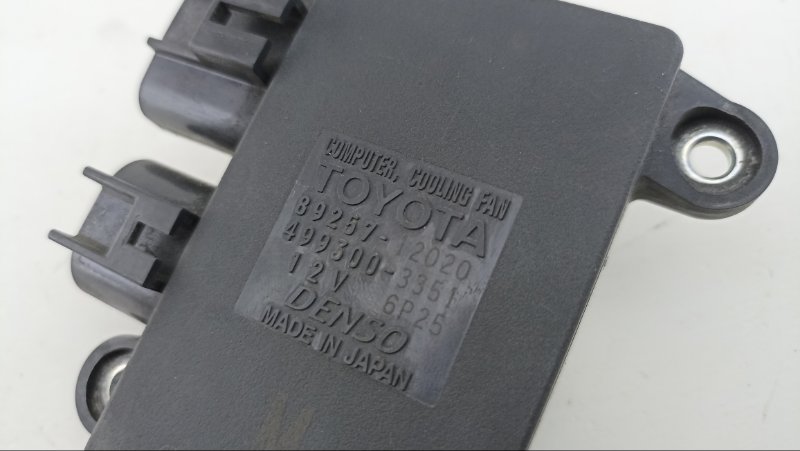 COMPUTER, COOLING FAN
TOYOTA
89257-12020
499300-3351
12V 6P25
DENSO
MADE IN JAPAN